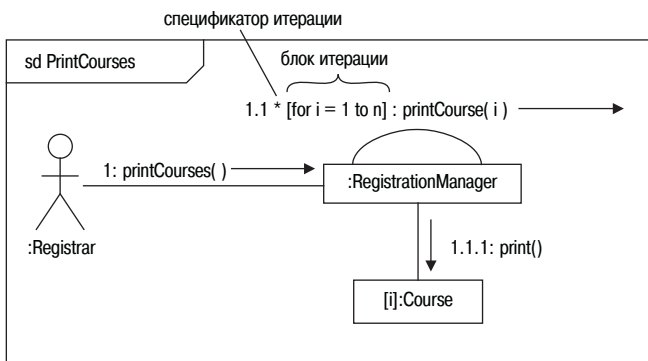 спецификатор итерации
sd PrintCourses
блок итерации
1.1 * [for i = 1 to n] : printCourse( i )
1: printCourses( )
:RegistrationManager
:Registrar
1.1.1: print()
[i]:Course